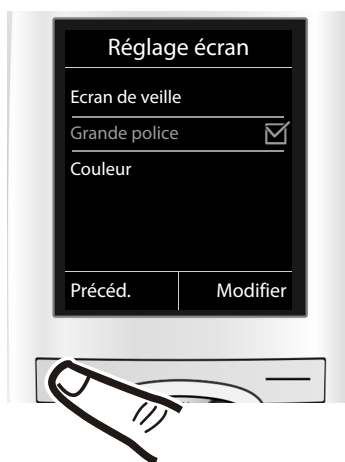 Réglage écran
Ecran de veille
Grande police
Couleur
Précéd. Modifier